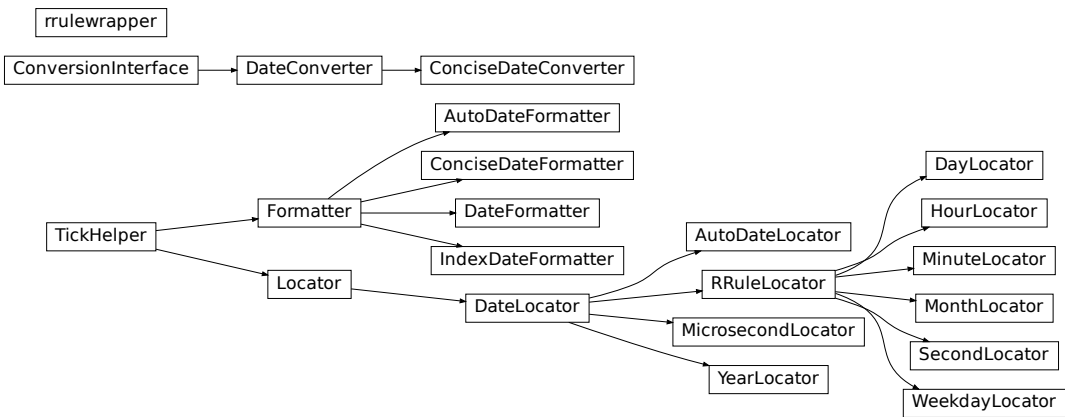 rrulewrapper
ConversionInterface
DateConverter
ConciseDateConverter
AutoDateFormatter
ConciseDateFormatter
DateFormatter
IndexDateFormatter
TickHelper
Formatter
Locator
DateLocator
AutoDateLocator
RRuleLocator
MicrosecondLocator
YearLocator
DayLocator
HourLocator
MinuteLocator
MonthLocator
SecondLocator
WeekdayLocator